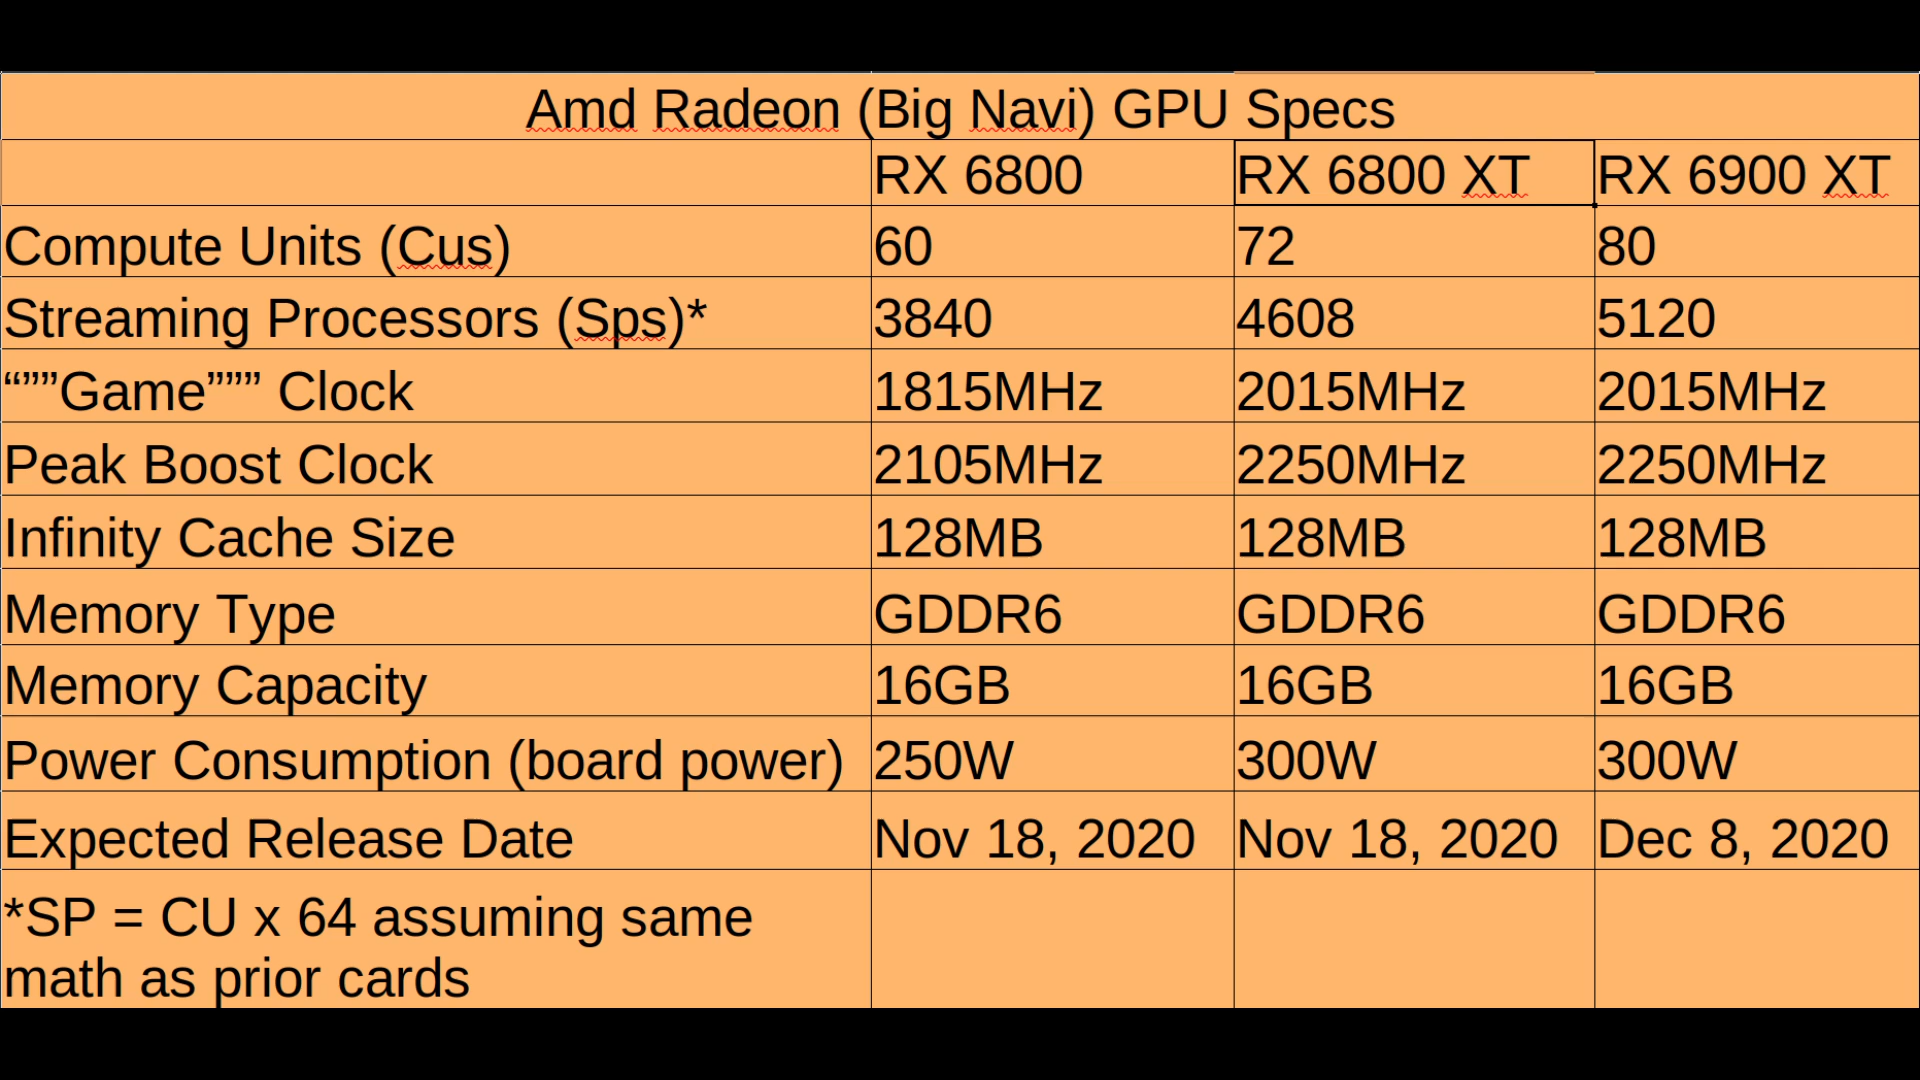 Amd Radeon (Big Navi) GPU Specs
RX 6800 RX 6800 XT RX 6900 XT
Compute Units (Cus) 60 72 80
Streaming Processors (Sps)* 3840 4608 5120
“””Game””” Clock 1815MHz 2015MHz 2015MHz
Peak Boost Clock 2105MHz 2250MHz 2250MHz
Infinity Cache Size 128MB 128MB 128MB
Memory Type GDDR6 GDDR6 GDDR6
Memory Capacity 16GB 16GB 16GB
Power Consumption (board power) 250W 300W 300W
Expected Release Date Nov 18, 2020 Nov 18, 2020 Dec 8, 2020
*SP = CU x 64 assuming same
math as prior cards